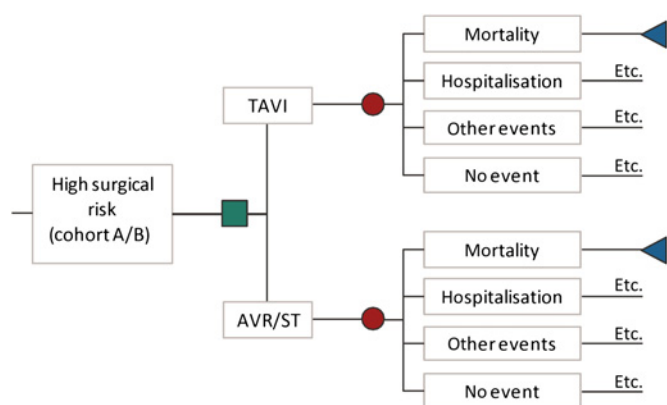 Mortality
Etc.
Hospitalisation
TAVI
Etc.
Other events
Etc.
No event
High surgical
risk
(cohort A/B)
Mortality
Etc.
Hospitalisation
AVR/ST
Etc.
Other events
Etc.
No event